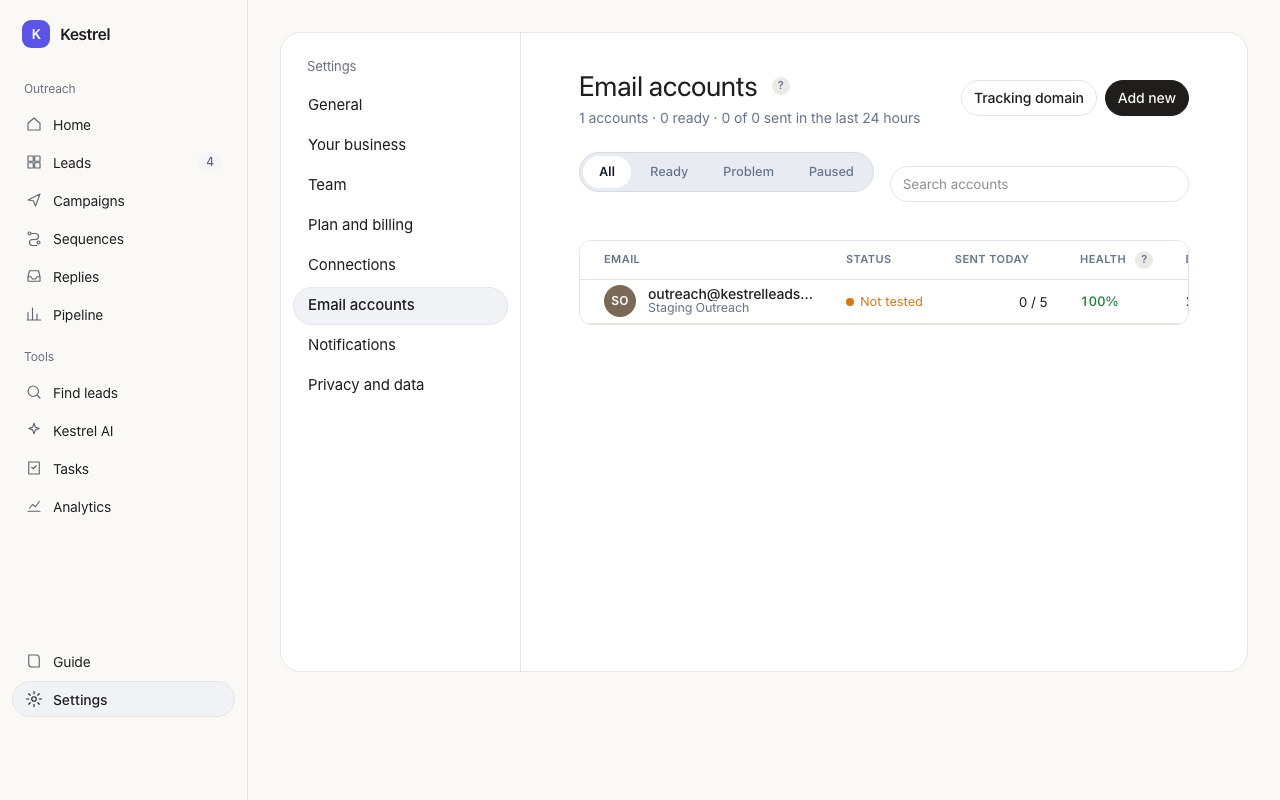 K Kestrel
Outreach
Home
Leads 4
Campaigns
Sequences
Replies
Pipeline
Tools
Find leads
Kestrel AI
Tasks
Analytics
Guide
Settings
Settings
General
Your business
Team
Plan and billing
Connections
Email accounts
Notifications
Privacy and data
Email accounts ?
1 accounts · 0 ready · 0 of 0 sent in the last 24 hours
Tracking domain
Add new
All Ready Problem Paused
Search accounts
EMAIL STATUS SENT TODAY HEALTH ?
SO outreach@kestrelleads... Not tested 0 / 5 100%
Staging Outreach